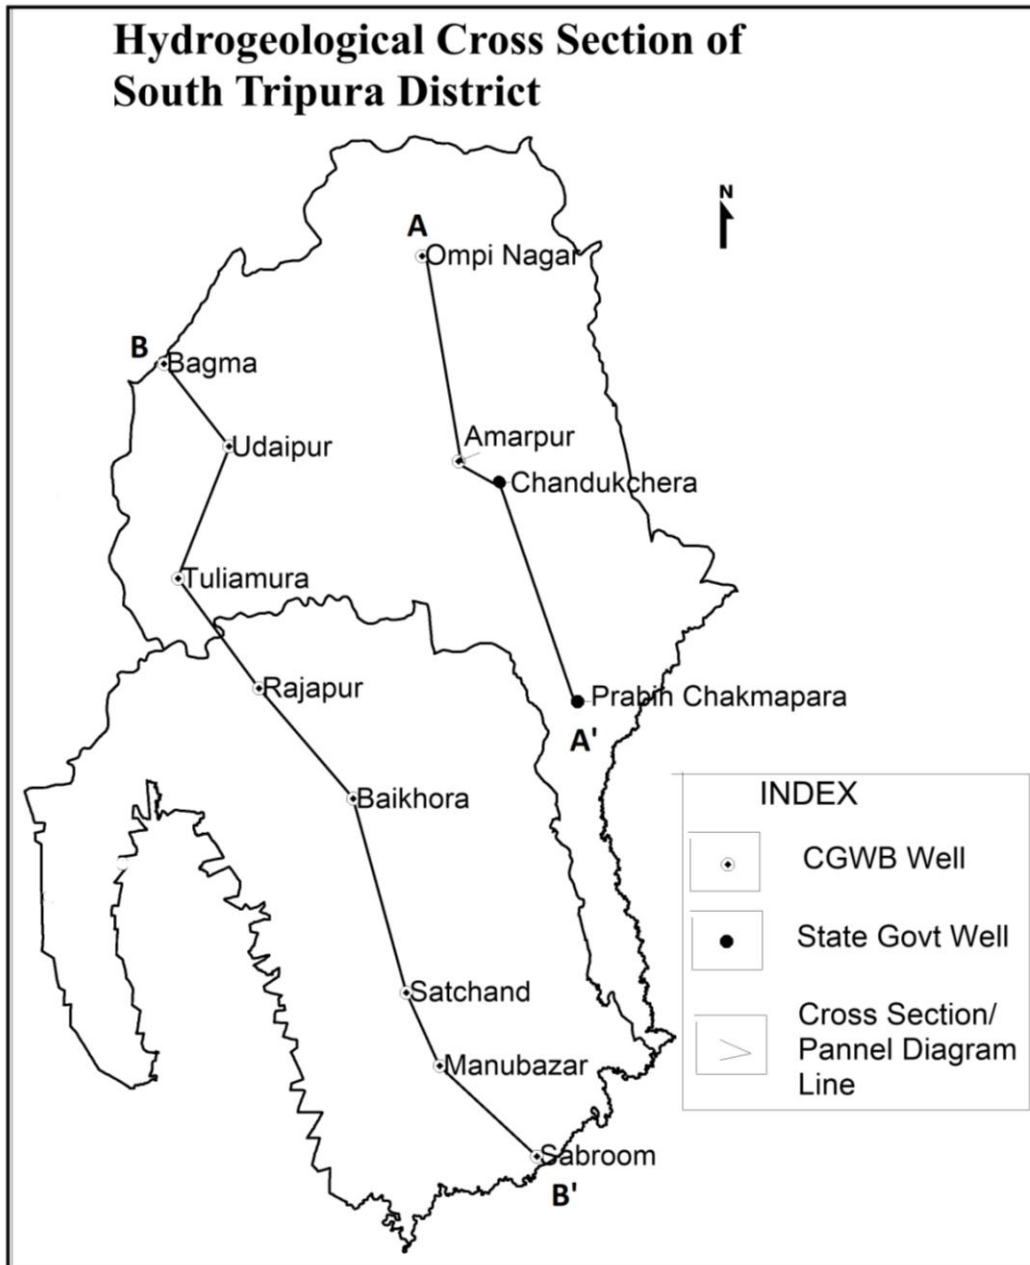 Hydrogeological Cross Section of
South Tripura District
N
A
Ompi Nagar
B
Bagma
Amarpur
Udaipur
Chandukchera
Tuliamura
Rajapur
Prabin Chakmapara
A'
INDEX
Baikhora
CGWB Well
State Govt Well
Satchand
Cross Section/
Pannel Diagram
Line
Manubazar
Sabroom
B'